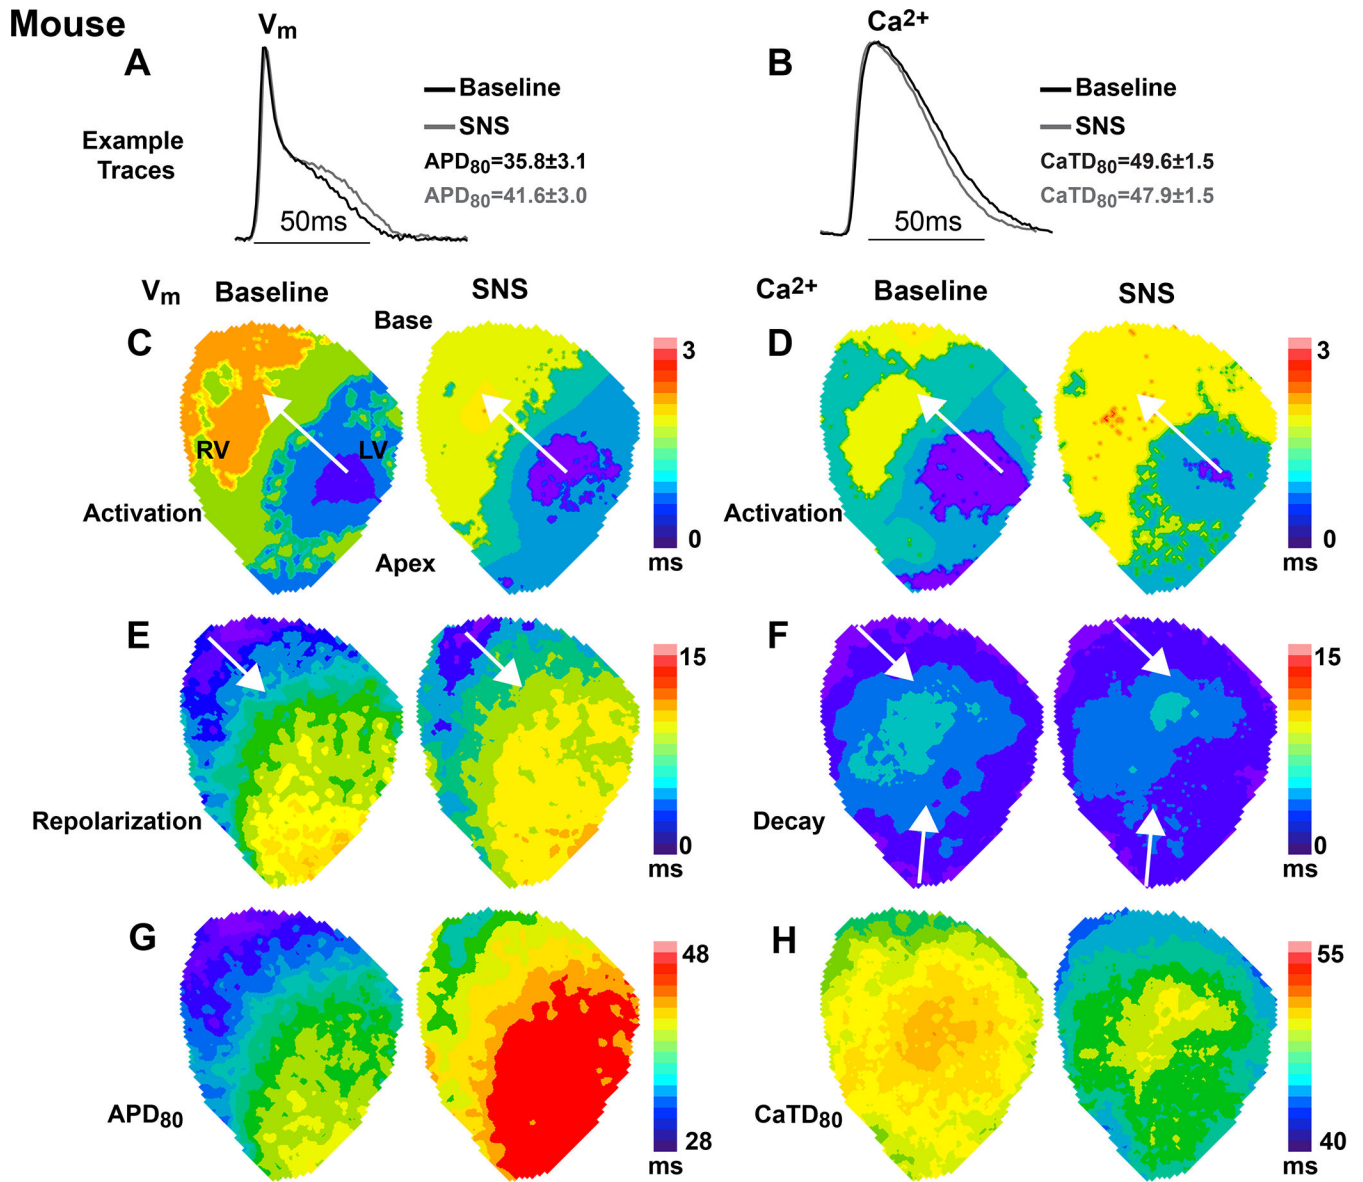 Mouse
Vm
Ca2+
A
B
Baseline
Baseline
Example
Traces
SNS
SNS
APD80=35.8±3.1
CaTD80=49.6±1.5
APD80=41.6±3.0
CaTD80=47.9±1.5
50ms
50ms
Vm
Baseline
SNS
Ca2+
Baseline
SNS
Base
C
D
3
3
RV
LV
Activation
Activation
0
0
Apex
ms
ms
E
F
15
15
Repolarization
Decay
0
0
ms
ms
G
H
48
55
APD80
CaTD80
28
40
ms
ms